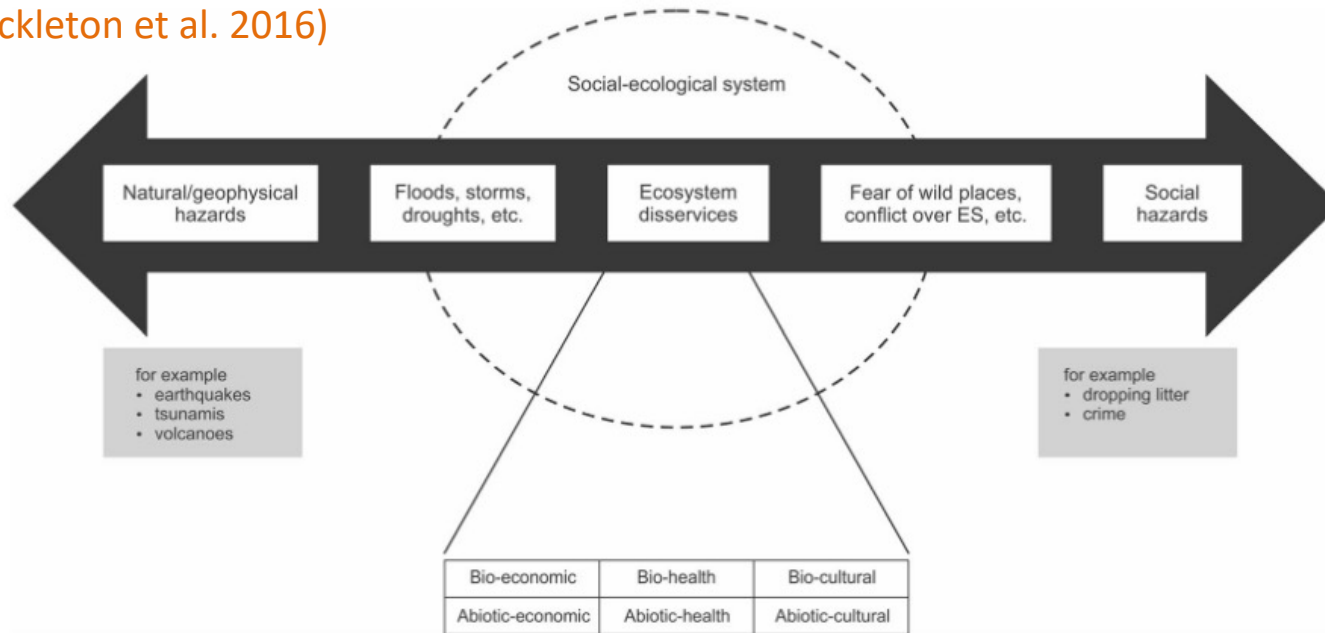 ckleton et al. 2016)
Social-ecological system
Natural/geophysical
hazards
Floods, storms,
droughts, etc.
Ecosystem
disservices
Fear of wild places,
conflict over ES, etc.
Social
hazards
for example
• earthquakes
• tsunamis
• volcanoes
for example
• dropping litter
• crime
Bio-economic
Bio-health
Bio-cultural
Abiotic-economic
Abiotic-health
Abiotic-cultural